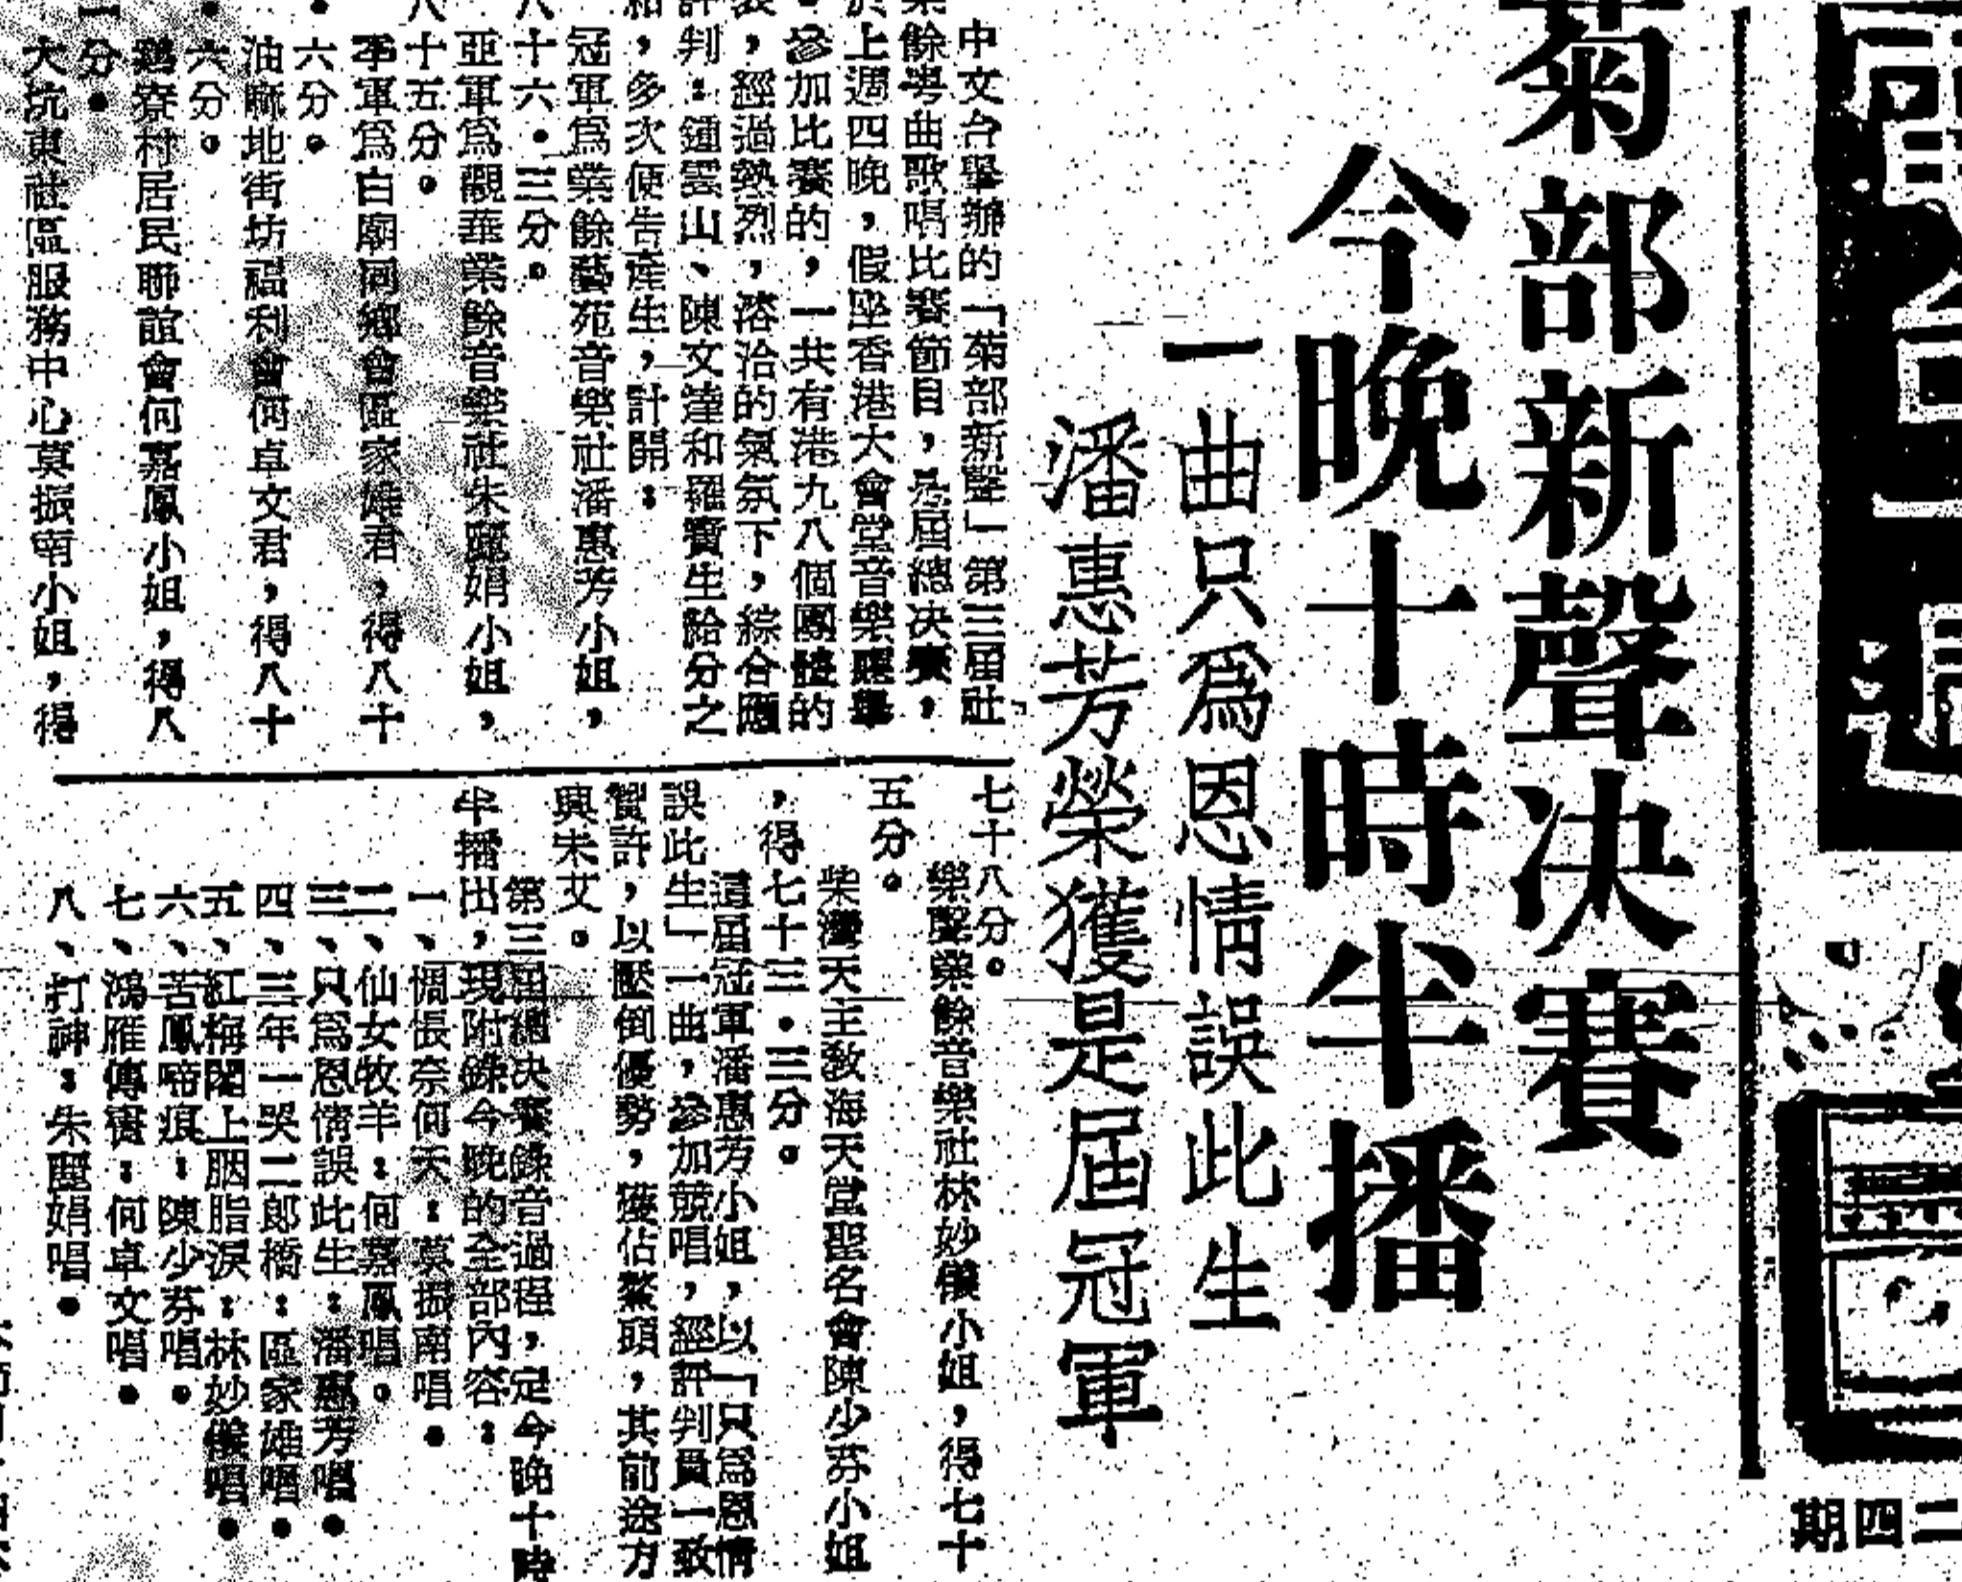 菊部新聲决賽
今晚十時半播
一曲只爲恩情誤此生
潘惠芳榮獲是屆冠軍
中文台舉辦的「菊部新聲」第三屆社
業餘粤曲歌唱比賽節目，是屆總决賽，
於上週四晚，假座香港大會堂音樂廳舉
，參加比賽的，一共有港九八個團體的
表，經過熱烈，溶洽的氣氛下，綜合應
評判：鍾雲山、陳文達和羅寶生給分之
和，多次便告產生，計開：
冠軍爲業餘藝苑音樂社潘惠芳小姐，
八十六・三分。
亞軍爲觀華業餘音樂社朱麗娟小姐，
八十五分。
季軍爲白廟同鄉會區家雄君，得八十
・六分。
油蔴地街坊福利會何卓文君，得八十
・六分。
寮村居民聯誼會何嘉鳳小姐，得八
一分。
大坑東社區服務中心莫振南小姐，得
七十八分。
樂聲業餘音樂社林妙儀小姐，得七十
五分。
柴灣天主教海天堂聖名會陳少芬小姐
，得七十三・三分。
這屆冠軍潘惠芳小姐，以「只爲恩情
誤此生」一曲，參加競唱，經評判員一致
贊許，以壓倒優勢，獲佔鰲頭，其前途方
興未艾。
第三屆總决賽錄音過程，定今晚十時
半播出，現附錄今晚的全部內容：
一、惆悵奈何天：莫振南唱。
二、仙女牧羊：何嘉鳳唱。
三、只爲恩情誤此生：潘惠芳唱。
四、三年一哭二郎橋：區家雄唱。
五、紅梅閣上胭脂淚：林妙儀唱。
六、苦鳳啼痕：陳少芬唱。
七、鴻雁傳書：何卓文唱。
八、打神：朱麗娟唱。
期四二